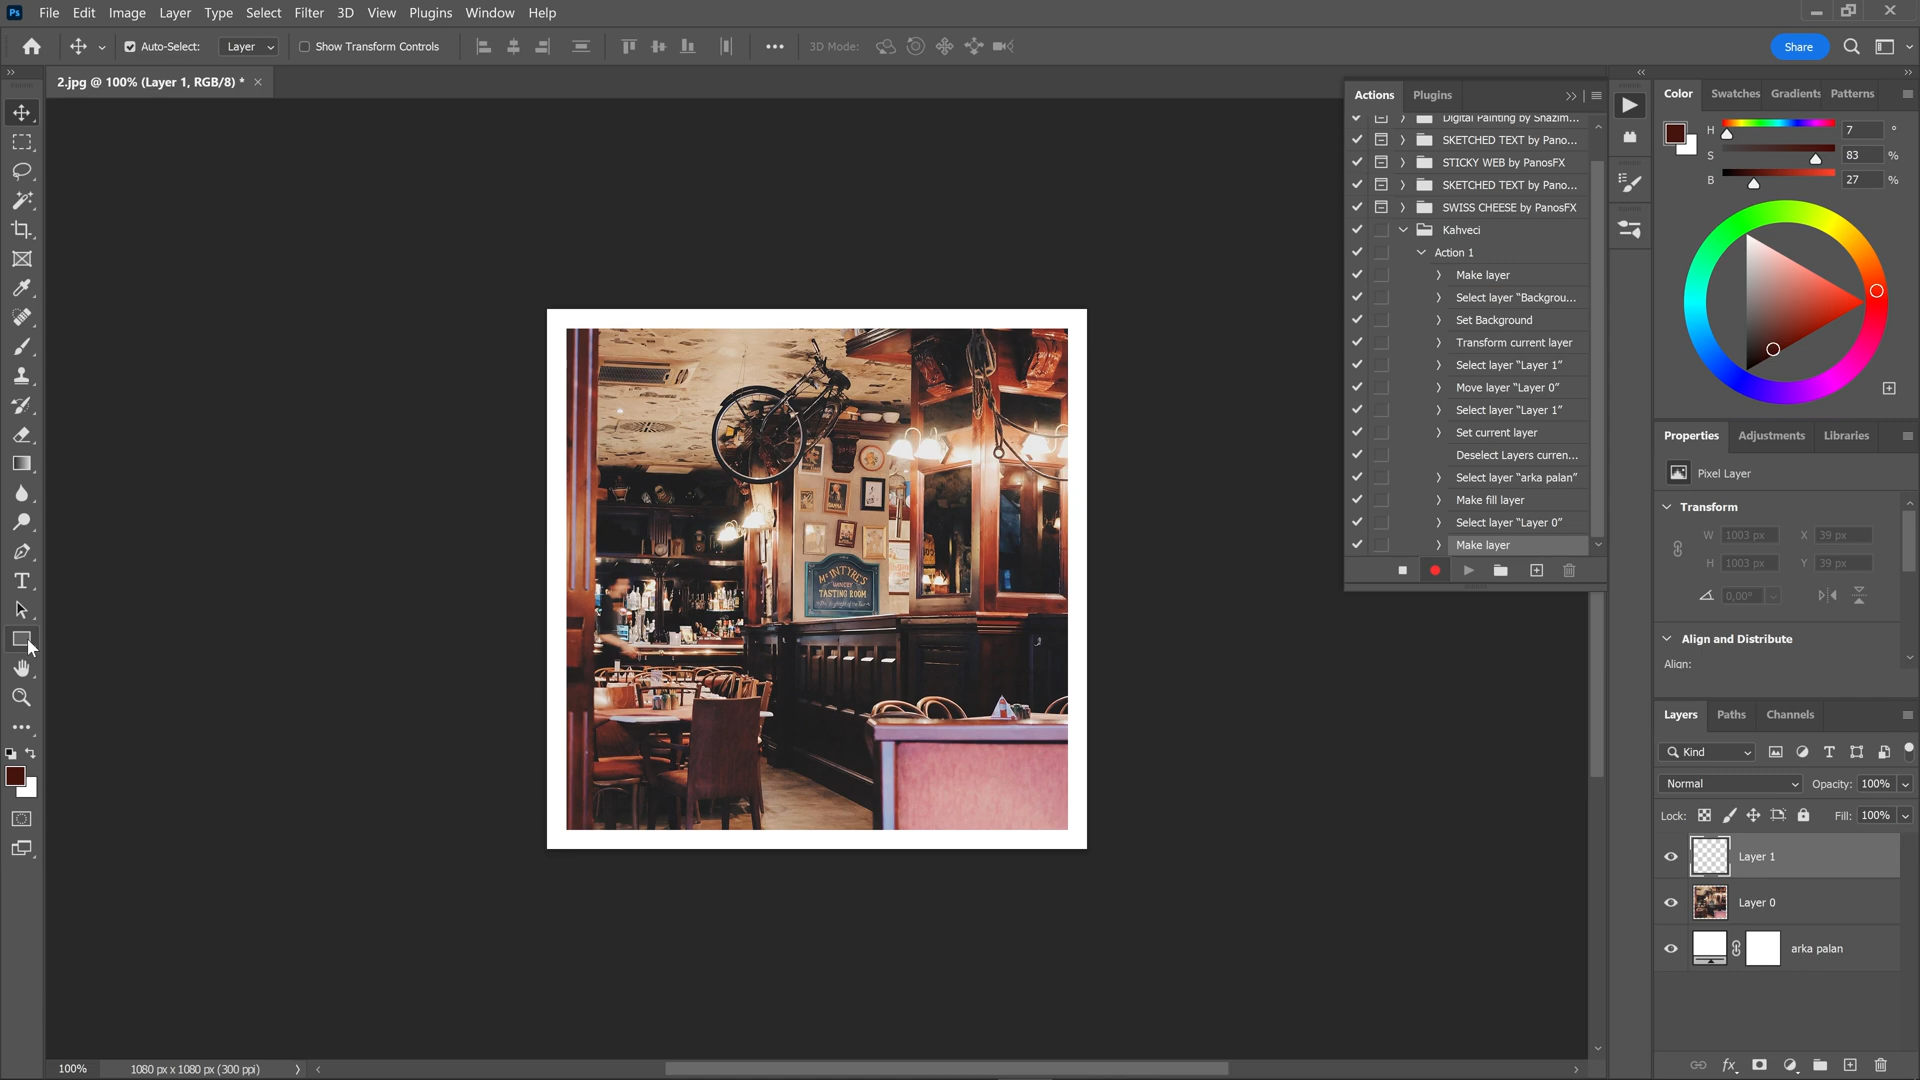 Ps File Edit Image Layer Type Select Filter 3D View Plugins Window Help
Auto-Select: Layer Show Transform Controls 3D Mode: Share
2.jpg @ 100% (Layer 1, RGB/8) *
Actions Plugins
Digital Painting by Shazim...
SKETCHED TEXT by Pano...
STICKY WEB by PanosFX
SKETCHED TEXT by Pano...
SWISS CHEESE by PanosFX
Kahveci
Action 1
Make layer
Select layer “Backgrou...
Set Background
Transform current layer
Select layer “Layer 1”
Move layer “Layer 0”
Select layer “Layer 1”
Set current layer
Deselect Layers curren...
Select layer “arka palan”
Make fill layer
Select layer “Layer 0”
Make layer
Color Swatches Gradients Patterns
H 7 °
S 83 %
B 27 %
Properties Adjustments Libraries
Pixel Layer
Transform
W 1003 px X 39 px
H 1003 px Y 39 px
0,00°
Align and Distribute
Align:
Layers Paths Channels
Kind
Normal Opacity: 100%
Lock: Fill: 100%
Layer 1
Layer 0
arka palan
McINTYRE'S
WINERY
TASTING ROOM
100% 1080 px x 1080 px (300 ppi)